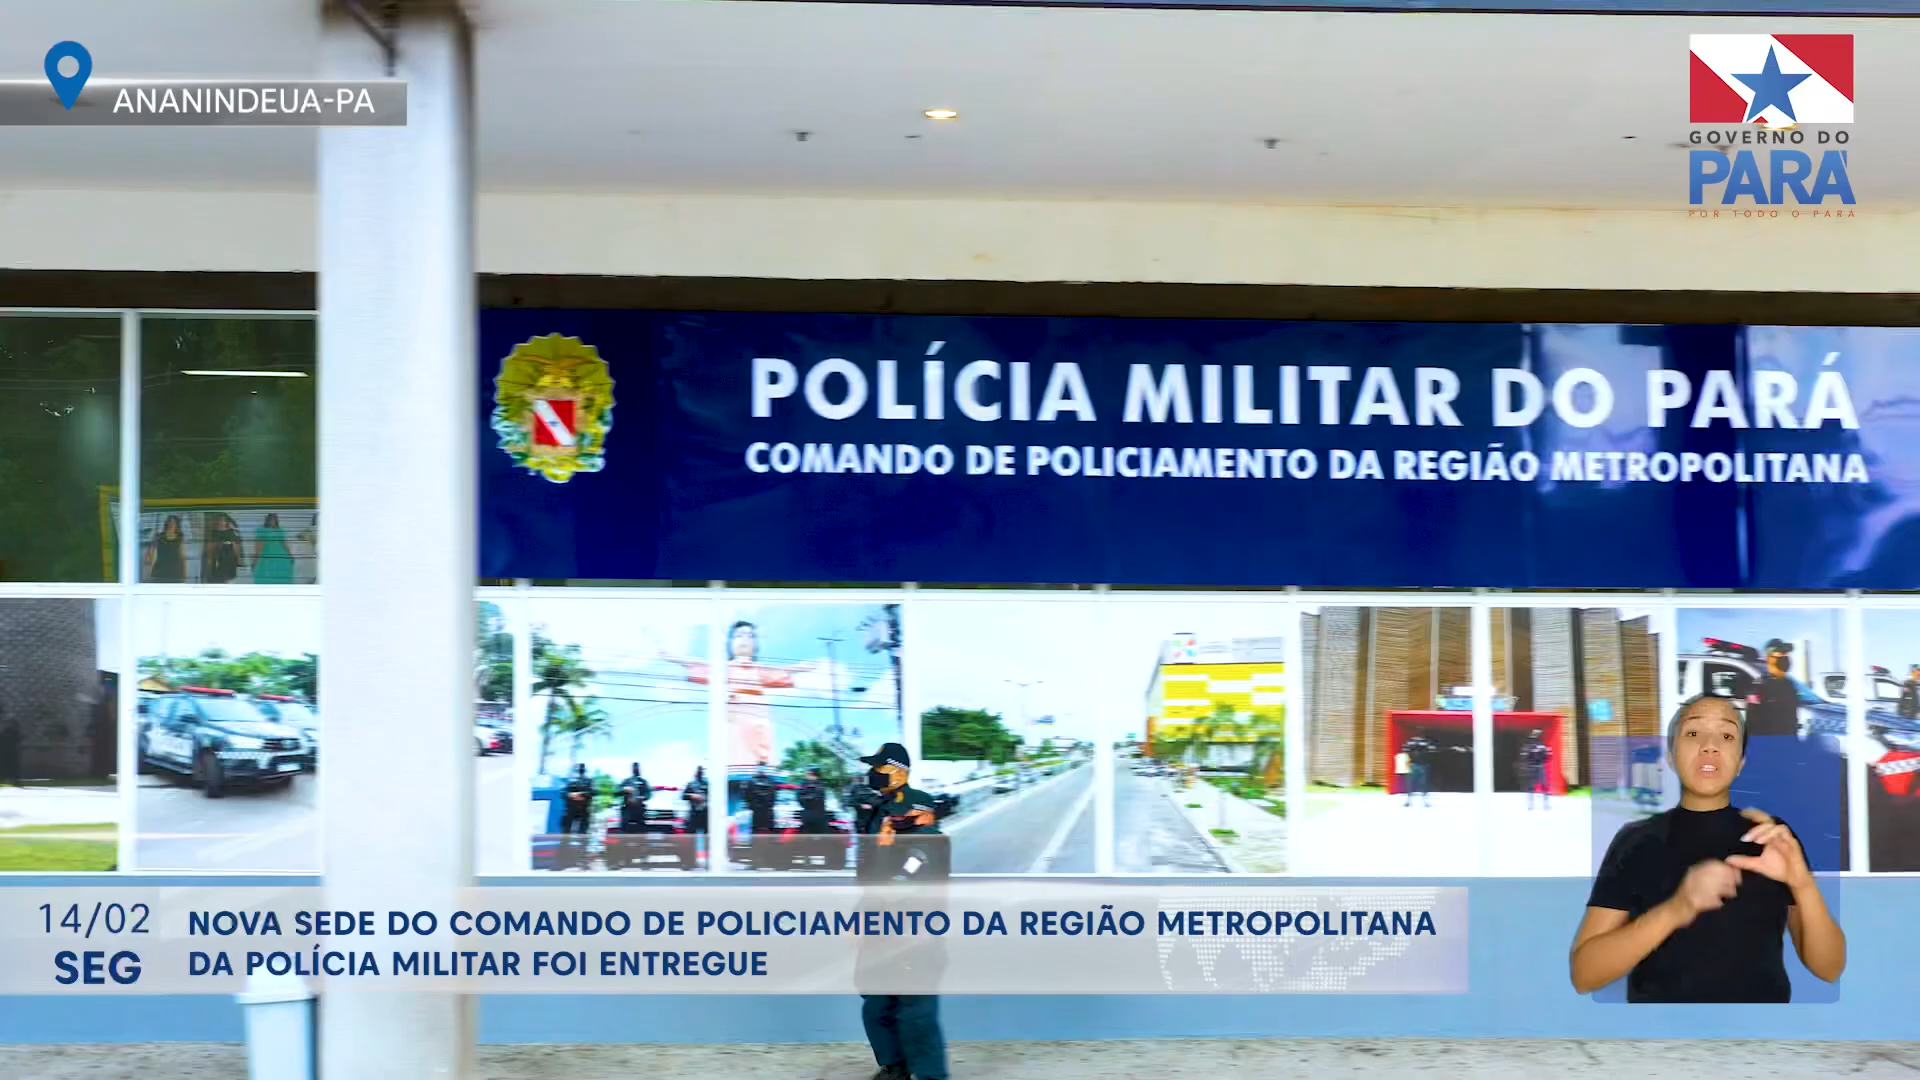 ANANINDEUA-PA
GOVERNO DO
PARÁ
POR TODO O PARÁ
POLÍCIA MILITAR DO PARÁ
COMANDO DE POLICIAMENTO DA REGIÃO METROPOLITANA
14/02
SEG
NOVA SEDE DO COMANDO DE POLICIAMENTO DA REGIÃO METROPOLITANA
DA POLÍCIA MILITAR FOI ENTREGUE